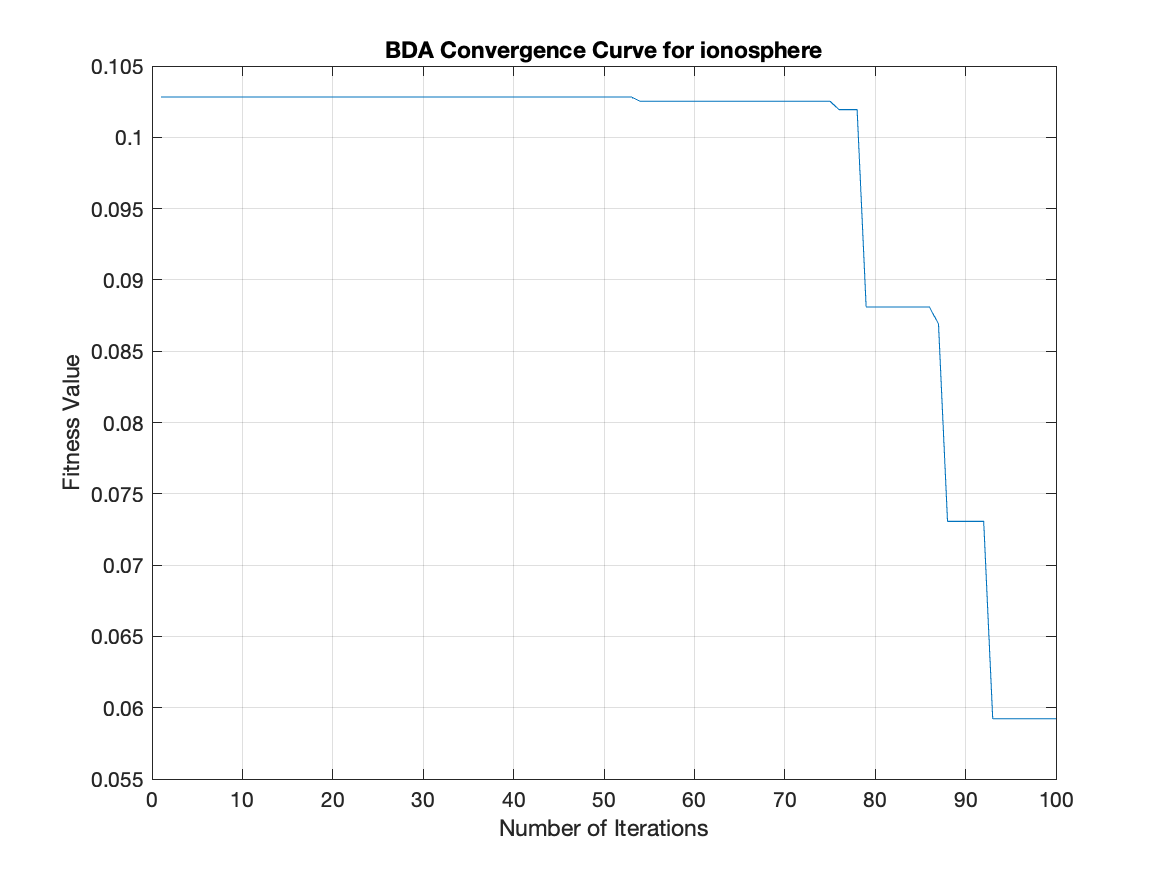 BDA Convergence Curve for ionosphere
0.105
0.1
0.095
0.09
0.085
0.08
0.075
0.07
0.065
0.06
0.055
Fitness Value
0 10 20 30 40 50 60 70 80 90 100
Number of Iterations